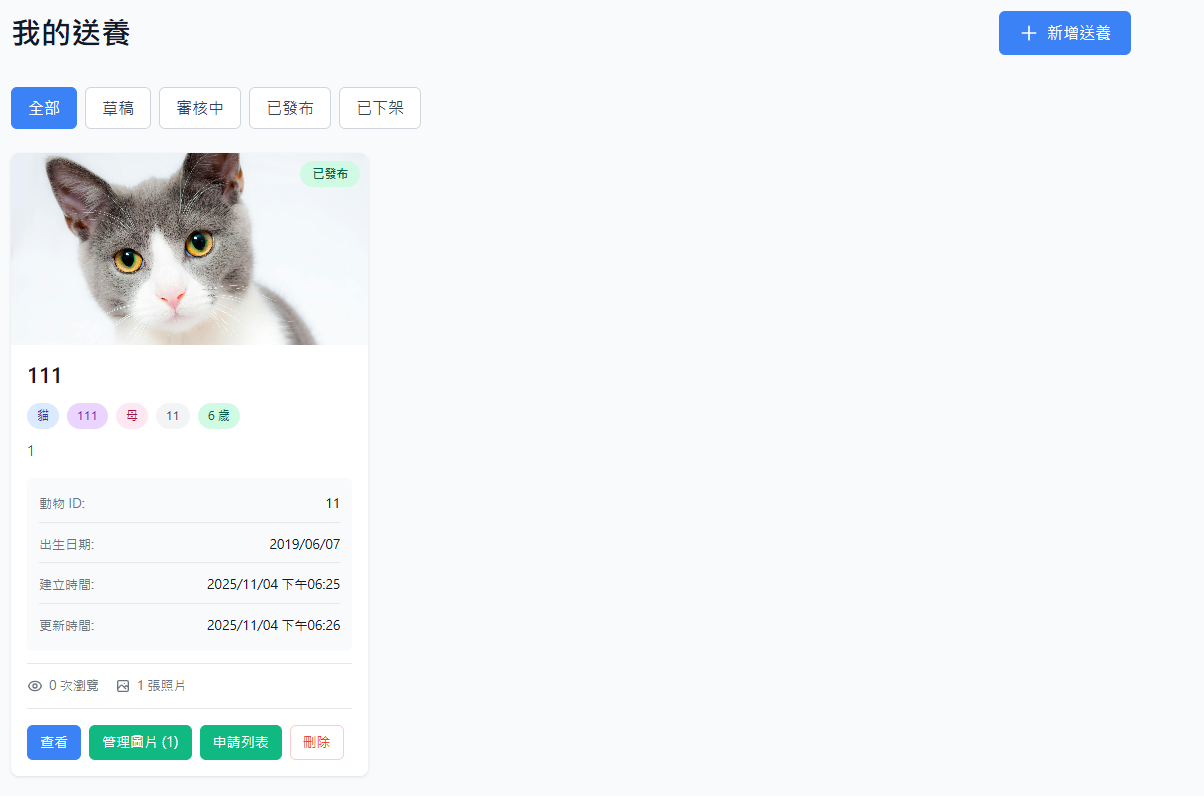 我的送養
新增送養
全部 草稿 審核中 已發布 已下架
已發布
111
貓 111 母 11 6 歲
1
動物 ID: 11
出生日期: 2019/06/07
建立時間: 2025/11/04 下午06:25
更新時間: 2025/11/04 下午06:26
0 次瀏覽 1 張照片
查看 管理圖片 (1) 申請列表 刪除